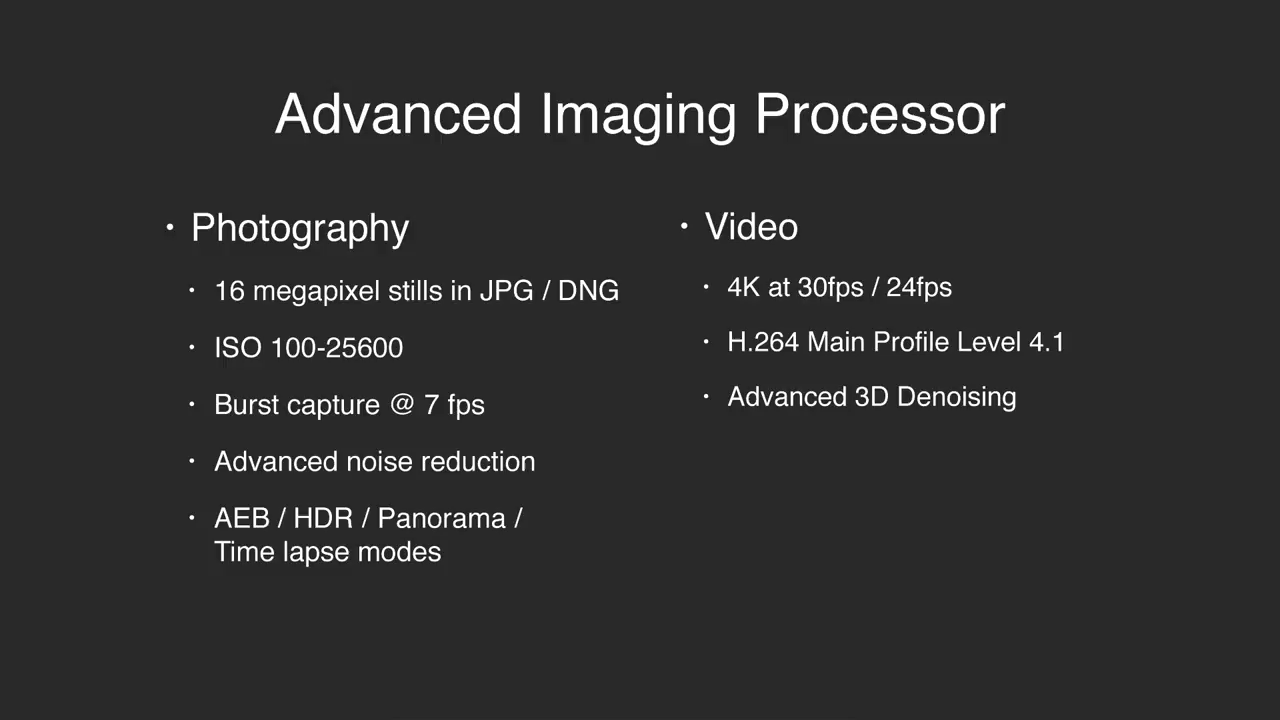 Advanced Imaging Processor
• Photography
• 16 megapixel stills in JPG / DNG
• ISO 100-25600
• Burst capture @ 7 fps
• Advanced noise reduction
• AEB / HDR / Panorama /
Time lapse modes
• Video
• 4K at 30fps / 24fps
• H.264 Main Profile Level 4.1
• Advanced 3D Denoising